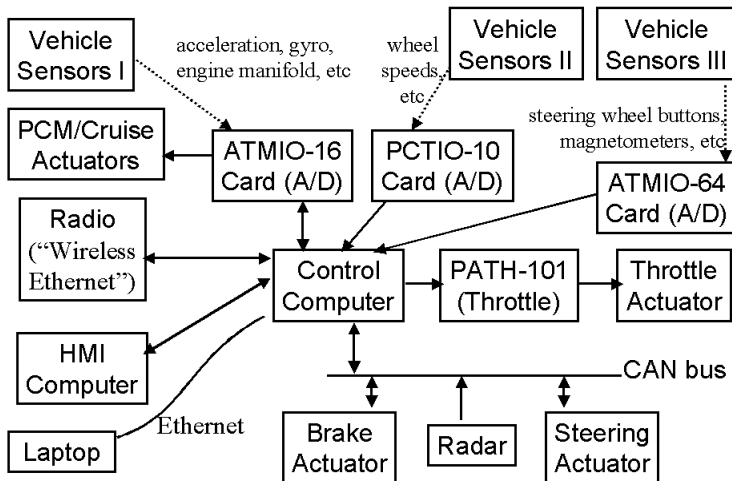 Vehicle
Sensors I
acceleration, gyro,
engine manifold, etc
wheel
speeds,
etc
Vehicle
Sensors II
Vehicle
Sensors III
steering wheel buttons,
magnetometers, etc
PCM/Cruise
Actuators
ATMIO-16
Card (A/D)
PCTIO-10
Card (A/D)
ATMIO-64
Card (A/D)
Radio
(“Wireless
Ethernet”)
Control
Computer
PATH-101
(Throttle)
Throttle
Actuator
HMI
Computer
CAN bus
Ethernet
Laptop
Brake
Actuator
Radar
Steering
Actuator